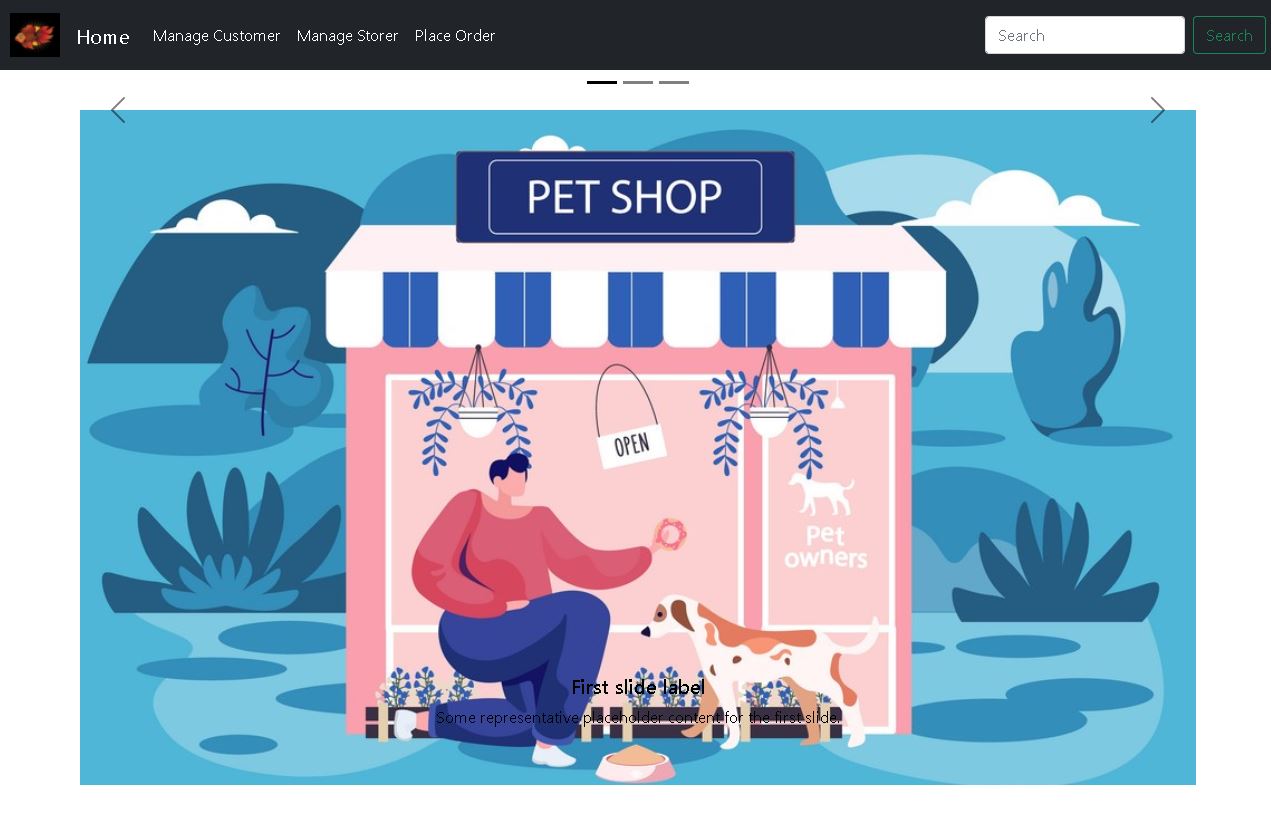 Home Manage Customer Manage Storer Place Order Search Search
PET SHOP
OPEN
Pet
owners
First slide label
Some representative placeholder content for the first slide.